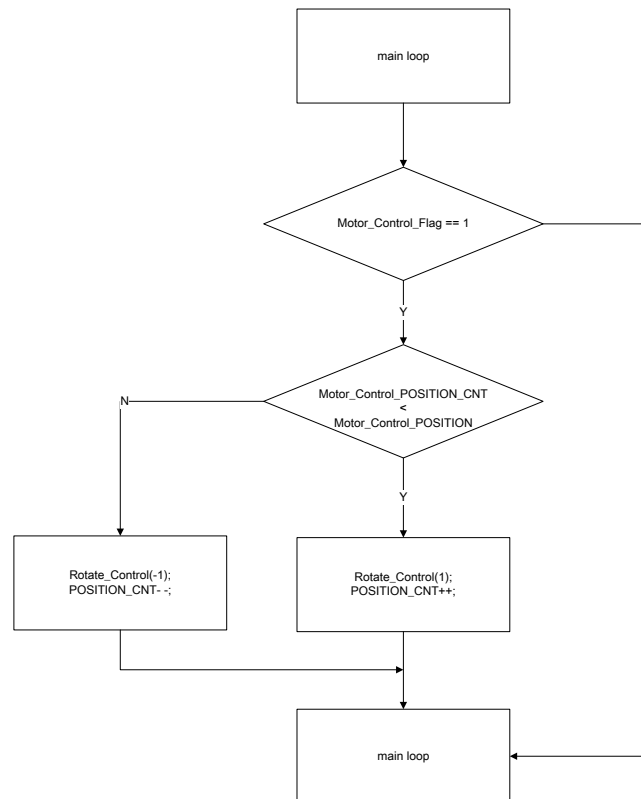 main loop
Motor_Control_Flag == 1
Y
Motor_Control_POSITION_CNT
<
Motor_Control_POSITION
N
Y
Rotate_Control(-1);
POSITION_CNT- -;
Rotate_Control(1);
POSITION_CNT++;
main loop